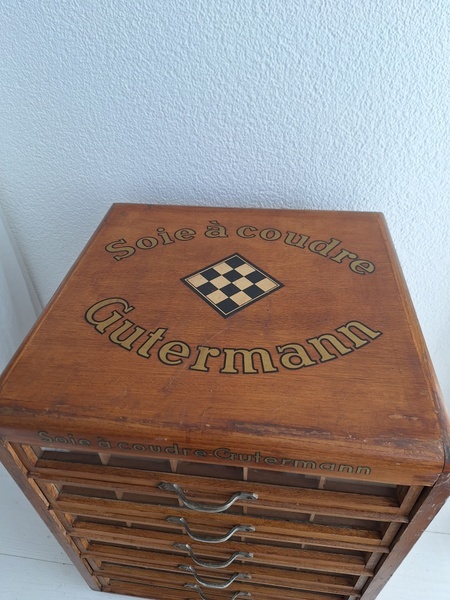 Soie à coudre
Gutermann
Soie à coudre Gutermann